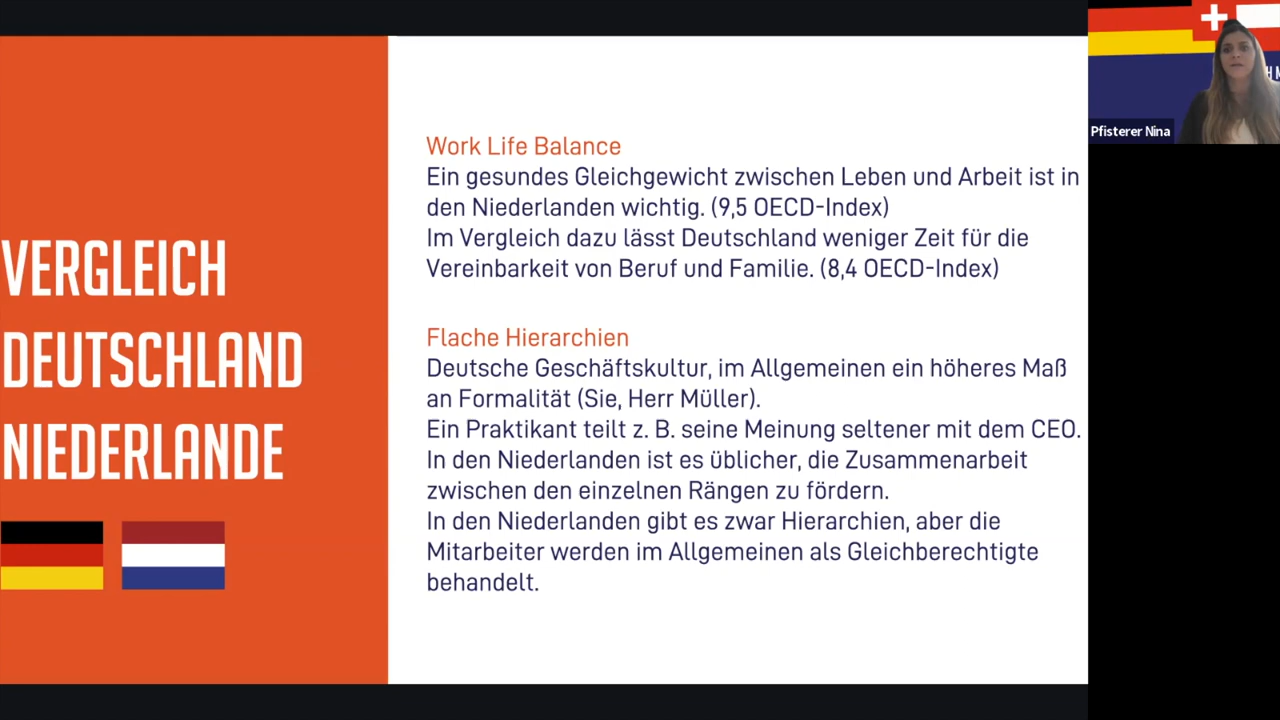 VERGLEICH
DEUTSCHLAND
NIEDERLANDE
Work Life Balance
Ein gesundes Gleichgewicht zwischen Leben und Arbeit ist in
den Niederlanden wichtig. (9,5 OECD-Index)
Im Vergleich dazu lässt Deutschland weniger Zeit für die
Vereinbarkeit von Beruf und Familie. (8,4 OECD-Index)
Flache Hierarchien
Deutsche Geschäftskultur, im Allgemeinen ein höheres Maß
an Formalität (Sie, Herr Müller).
Ein Praktikant teilt z. B. seine Meinung seltener mit dem CEO.
In den Niederlanden ist es üblicher, die Zusammenarbeit
zwischen den einzelnen Rängen zu fördern.
In den Niederlanden gibt es zwar Hierarchien, aber die
Mitarbeiter werden im Allgemeinen als Gleichberechtigte
behandelt.
Pfisterer Nina